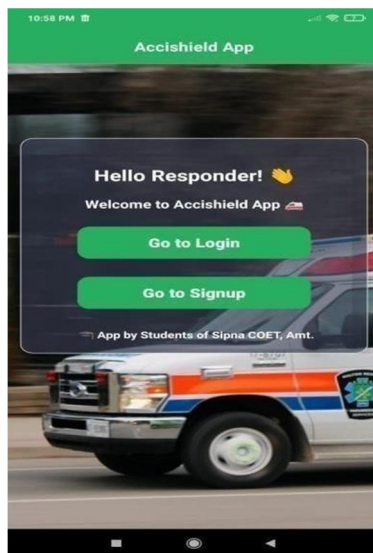 10:58 PM
Accishield App
Hello Responder! 👋
Welcome to Accishield App 🚑
Go to Login
Go to Signup
🎓 App by Students of Sipna COET, Amt.